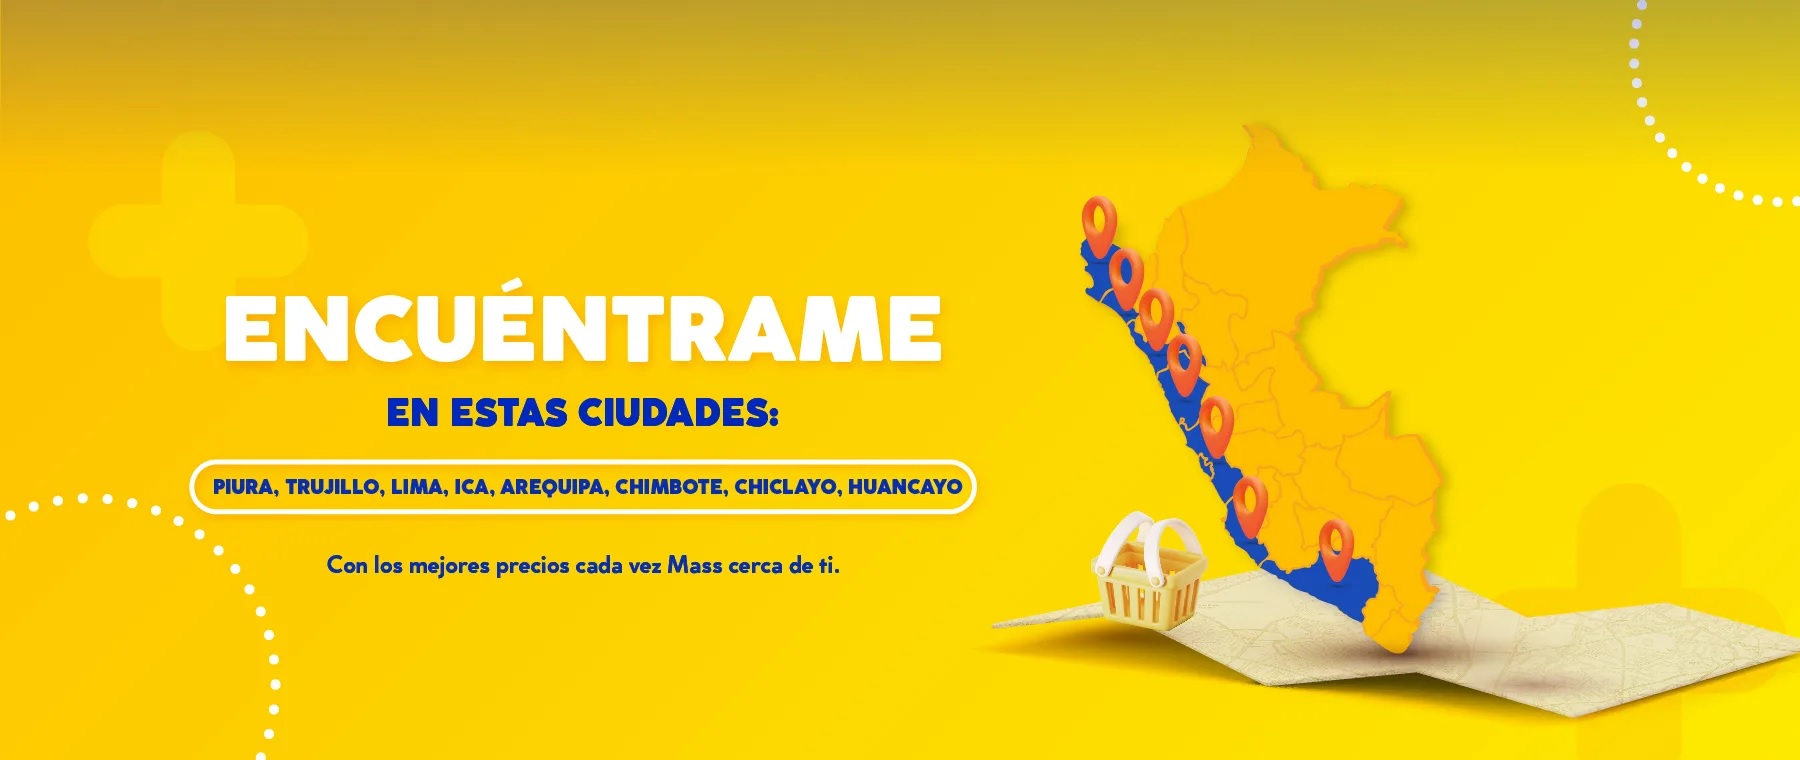 ENCUÉNTRAME
EN ESTAS CIUDADES:
PIURA, TRUJILLO, LIMA, ICA, AREQUIPA, CHIMBOTE, CHICLAYO, HUANCAYO
Con los mejores precios cada vez Mass cerca de ti.